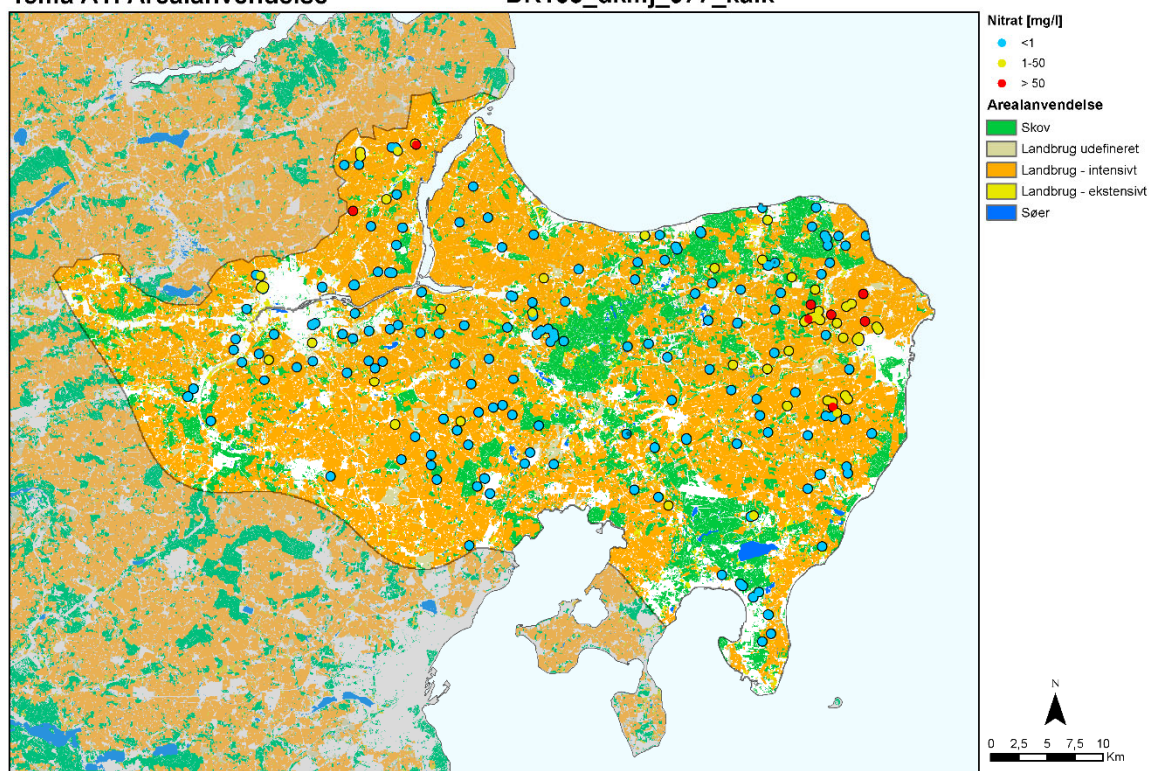 Nitrat [mg/l]
<1
1-50
> 50
Arealanvendelse
Skov
Landbrug udefineret
Landbrug - intensivt
Landbrug - ekstensivt
Søer
N
0 2,5 5 7,5 10
Km